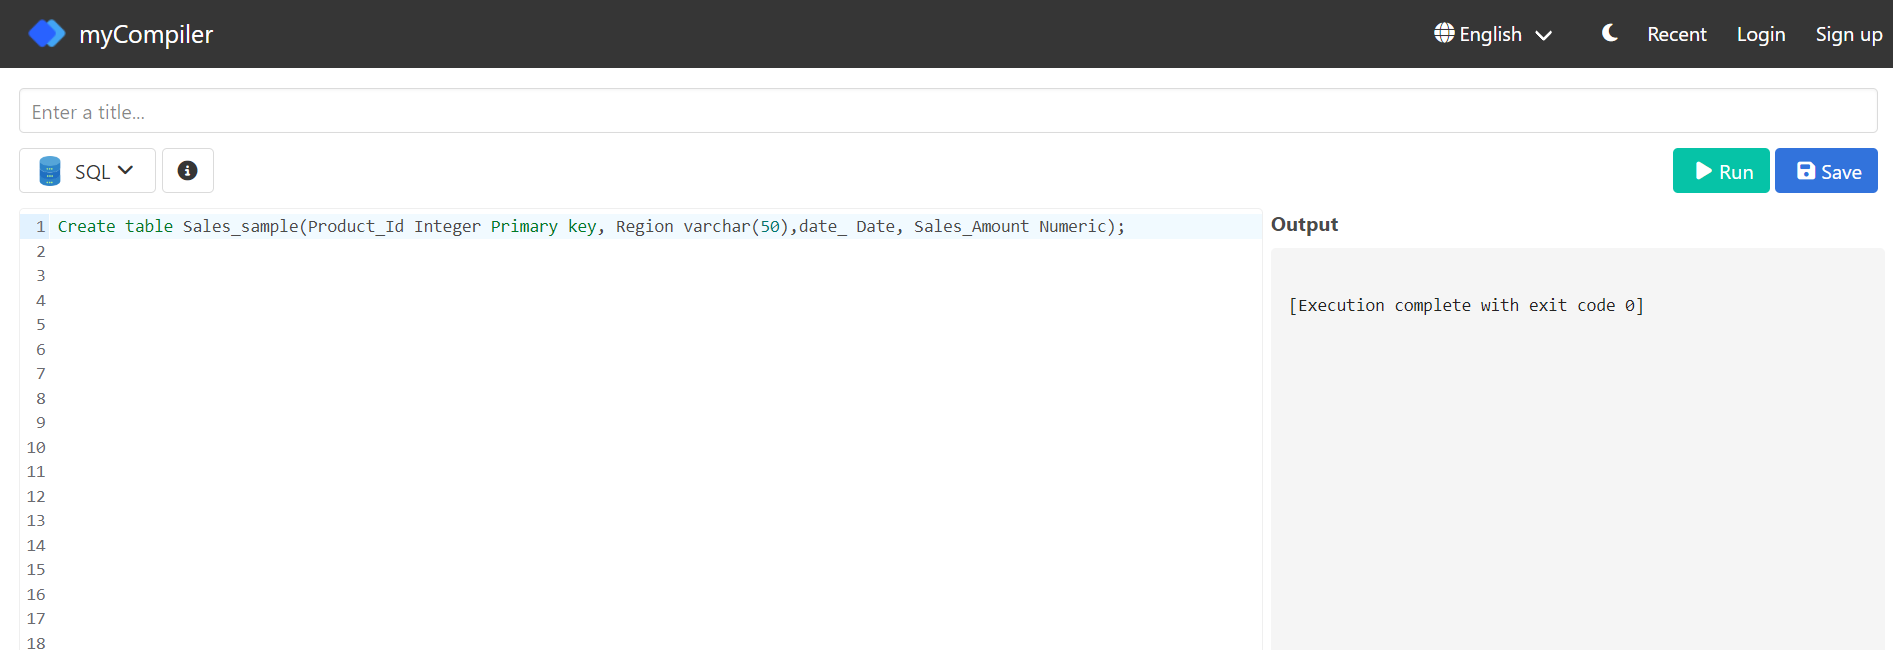 myCompiler
English
Recent
Login
Sign up
Enter a title...
SQL
Run
Save
1 Create table Sales_sample(Product_Id Integer Primary key, Region varchar(50),date_ Date, Sales_Amount Numeric);
2
3
4
5
6
7
8
9
10
11
12
13
14
15
16
17
18
Output
[Execution complete with exit code 0]